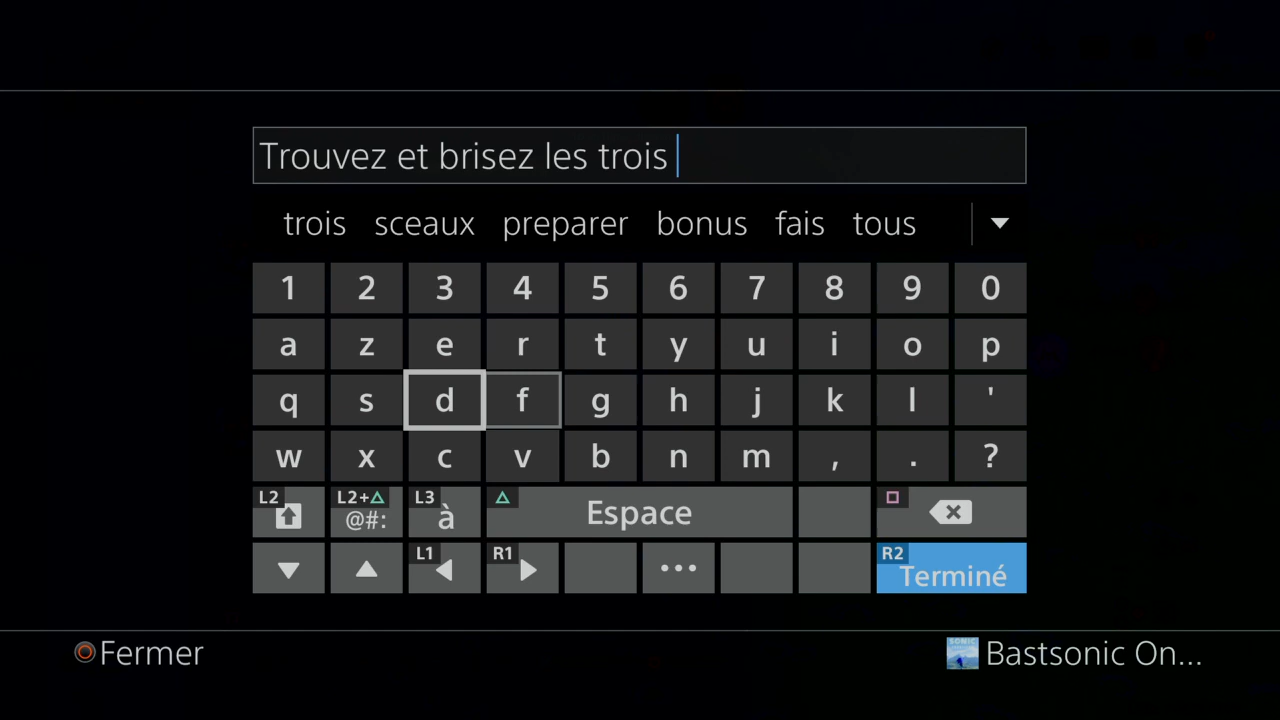 Trouvez et brisez les trois
trois sceaux preparer bonus fais tous
1 2 3 4 5 6 7 8 9 0
a z e r t y u i o p
q s d f g h j k l '
w x c v b n m , . ?
L2 L2+△ @#: L3 à △ Espace □
L1 R1 ... R2 Terminé
Fermer
SONIC
Bastsonic On...